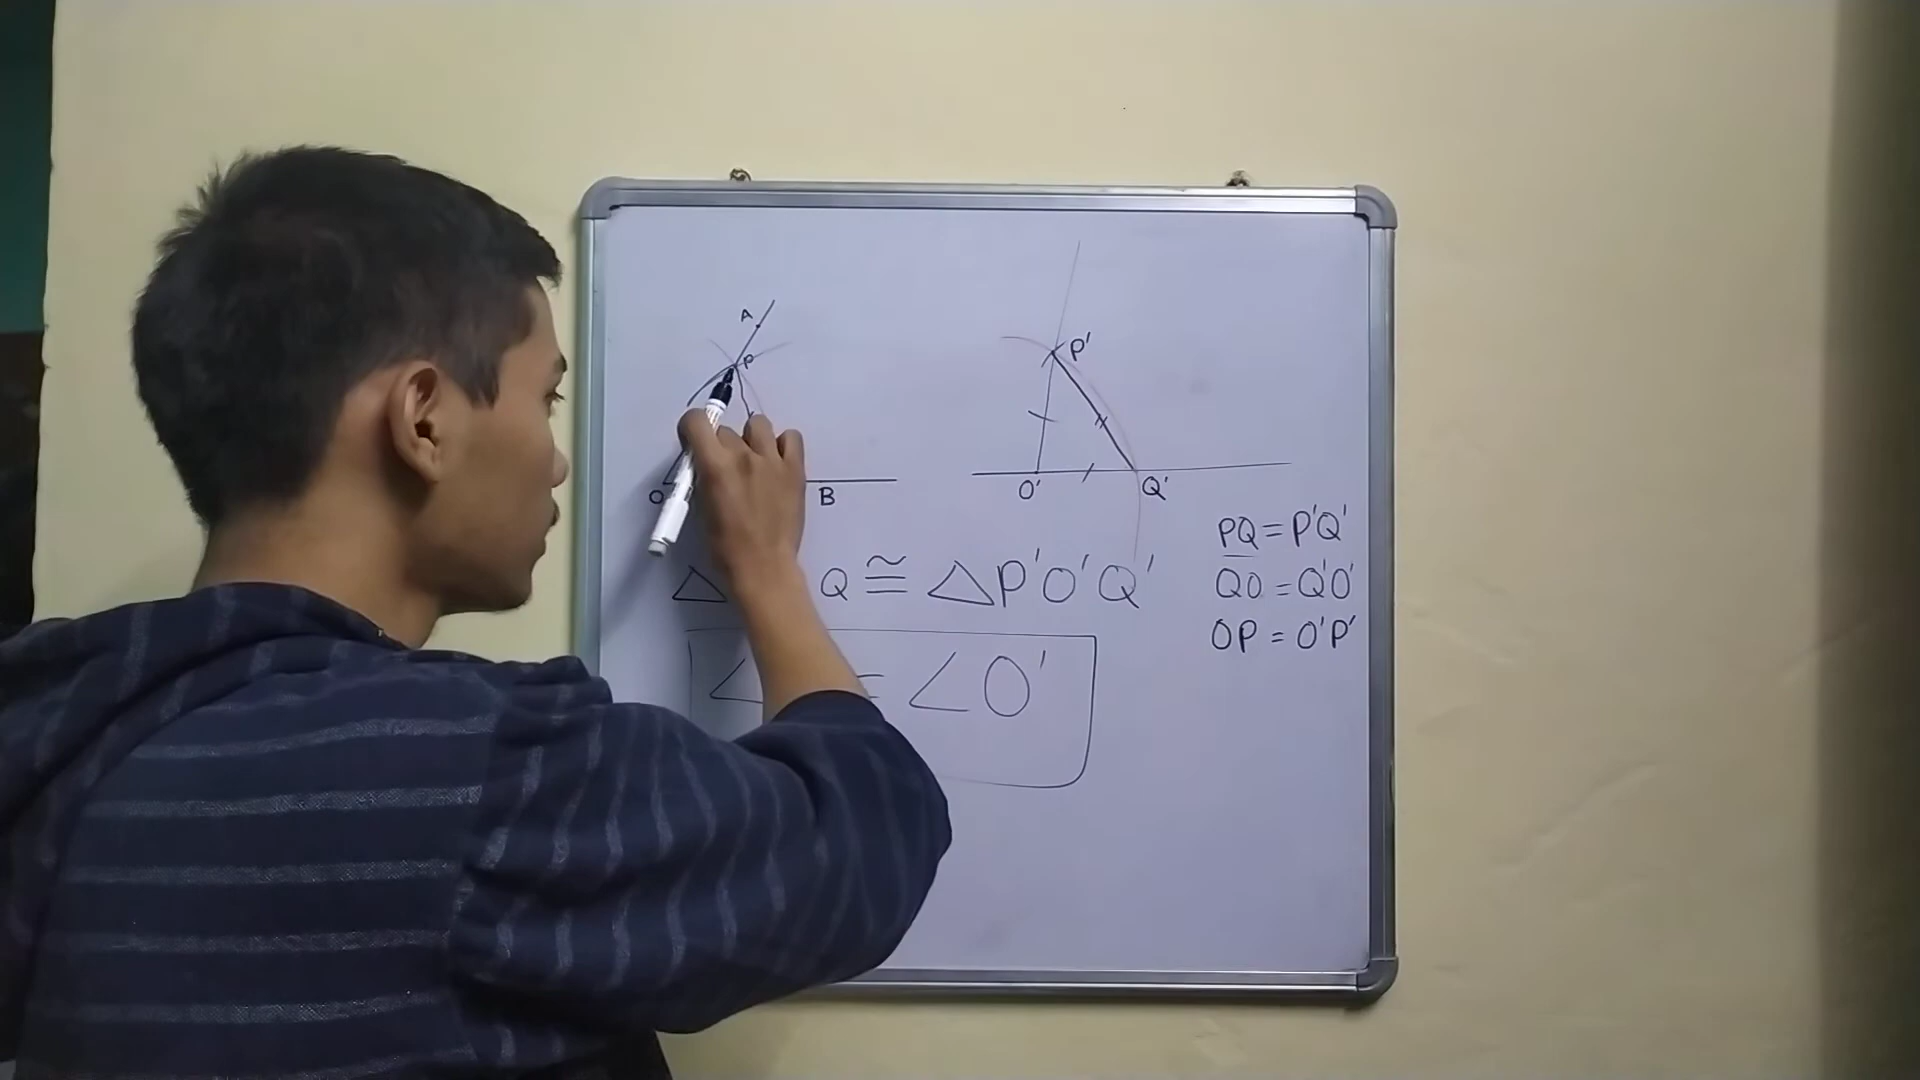 A
P
O
B
P'
O'
Q'
PQ = P'Q'
QO = Q'O'
OP = O'P'
△ Q ≅ △P'O'Q'
∠ = ∠O'